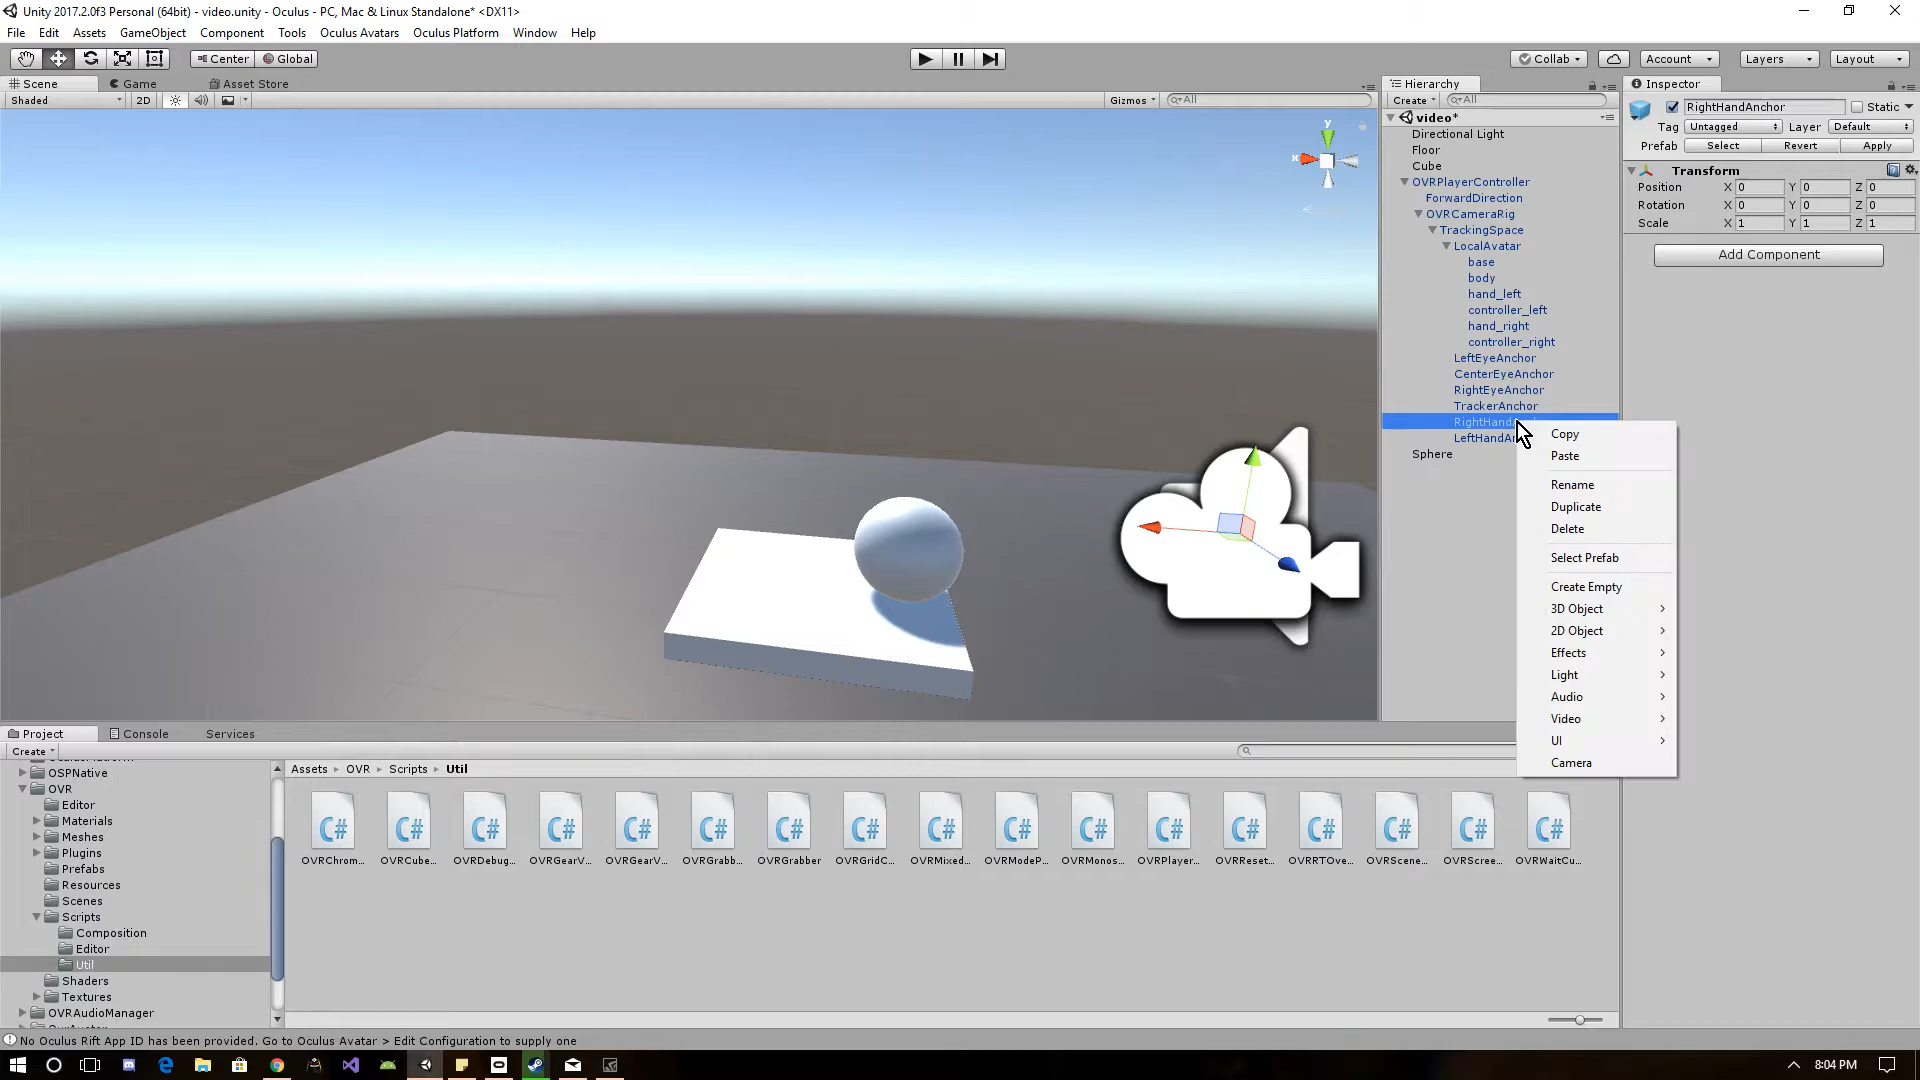 Unity 2017.2.0f3 Personal (64bit) - video.unity - Oculus - PC, Mac & Linux Standalone* <DX11>
File Edit Assets GameObject Component Tools Oculus Avatars Oculus Platform Window Help
Center Global Collab Account Layers Layout
Scene Game Asset Store
Shaded 2D Gizmos All
y
x
Hierarchy
Create All
video*
Directional Light
Floor
Cube
OVRPlayerController
ForwardDirection
OVRCameraRig
TrackingSpace
LocalAvatar
base
body
hand_left
controller_left
hand_right
controller_right
LeftEyeAnchor
CenterEyeAnchor
RightEyeAnchor
TrackerAnchor
RightHand
LeftHandA
Sphere
Copy
Paste
Rename
Duplicate
Delete
Select Prefab
Create Empty
3D Object
2D Object
Effects
Light
Audio
Video
UI
Camera
Inspector
RightHandAnchor Static
Tag Untagged Layer Default
Prefab Select Revert Apply
Transform
Position X 0 Y 0 Z 0
Rotation X 0 Y 0 Z 0
Scale X 1 Y 1 Z 1
Add Component
Project Console Services
Create
OSPNative
OVR
Editor
Materials
Meshes
Plugins
Prefabs
Resources
Scenes
Scripts
Composition
Editor
Util
Shaders
Textures
OVRAudioManager
Assets OVR Scripts Util
C# C# C# C# C# C# C# C# C# C# C# C# C# C# C# C# C#
OVRChrom... OVRCube... OVRDebug... OVRGearV... OVRGearV... OVRGrabb... OVRGrabber OVRGridC... OVRMixed... OVRModeP... OVRMonos... OVRPlayer... OVRReset... OVRRTOve... OVRScene... OVRScree... OVRWaitCu...
No Oculus Rift App ID has been provided. Go to Oculus Avatar > Edit Configuration to supply one
8:04 PM